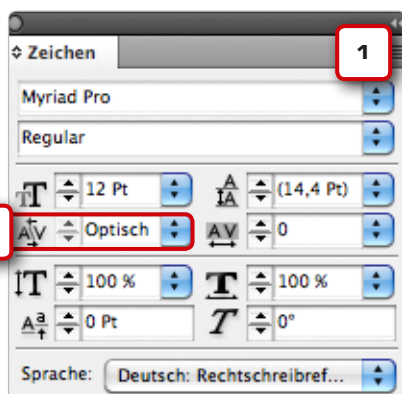 Zeichen
1
Myriad Pro
Regular
12 Pt (14,4 Pt)
Optisch 0
100 % 100 %
0 Pt 0°
Sprache: Deutsch: Rechtschreibref...